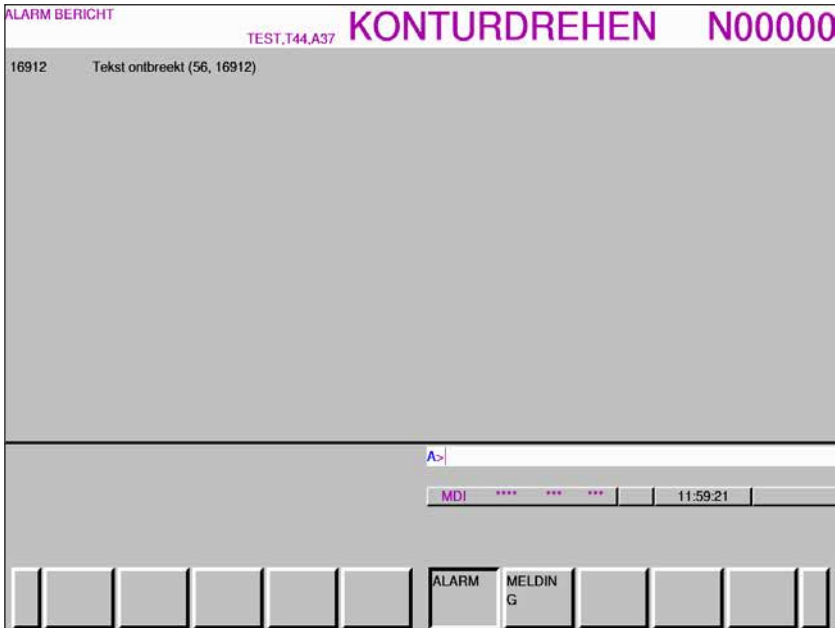 ALARM BERICHT
TEST,T44,A37 KONTURDREHEN N00000
16912 Tekst ontbreekt (56, 16912)
A>
MDI **** *** *** 11:59:21
ALARM MELDIN
G